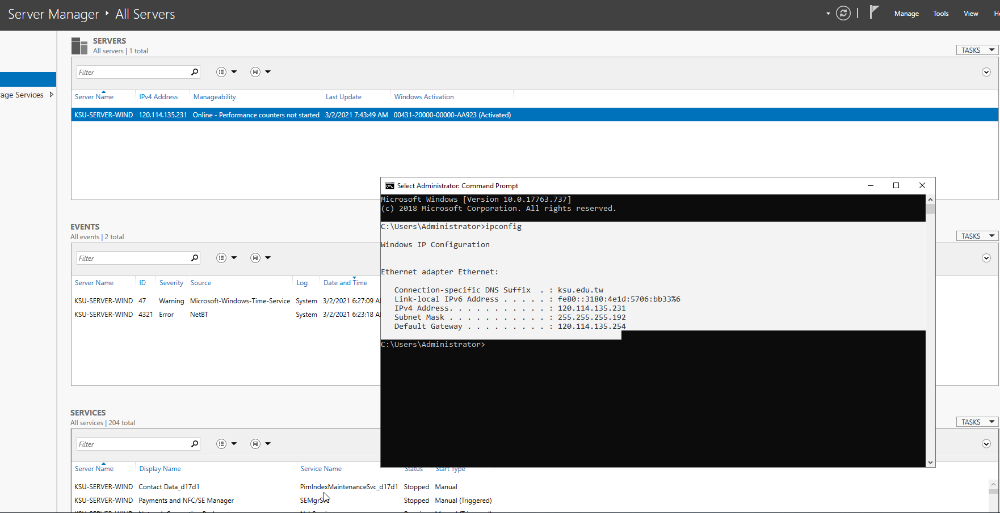 Server Manager ‣ All Servers
Manage Tools View
SERVERS
All servers | 1 total
TASKS
Filter
rage Services
Server Name IPv4 Address Manageability Last Update Windows Activation
KSU-SERVER-WIND 120.114.135.231 Online - Performance counters not started 3/2/2021 7:43:49 AM 00431-20000-00000-AA923 (Activated)
Select Administrator: Command Prompt
Microsoft Windows [Version 10.0.17763.737]
(c) 2018 Microsoft Corporation. All rights reserved.
C:\Users\Administrator>ipconfig
Windows IP Configuration
Ethernet adapter Ethernet:
Connection-specific DNS Suffix . : ksu.edu.tw
Link-local IPv6 Address . . . . . : fe80::3180:4e1d:5706:bb33%6
IPv4 Address. . . . . . . . . . . : 120.114.135.231
Subnet Mask . . . . . . . . . . . : 255.255.255.192
Default Gateway . . . . . . . . . : 120.114.135.254
C:\Users\Administrator>
EVENTS
All events | 2 total
TASKS
Filter
Server Name ID Severity Source Log Date and Time
KSU-SERVER-WIND 47 Warning Microsoft-Windows-Time-Service System 3/2/2021 6:27:09 A
KSU-SERVER-WIND 4321 Error NetBT System 3/2/2021 6:23:18 A
SERVICES
All services | 204 total
TASKS
Filter
Server Name Display Name Service Name Status Start Type
KSU-SERVER-WIND Contact Data_d17d1 PimIndexMaintenanceSvc_d17d1 Stopped Manual
KSU-SERVER-WIND Payments and NFC/SE Manager Stopped Manual (Triggered)